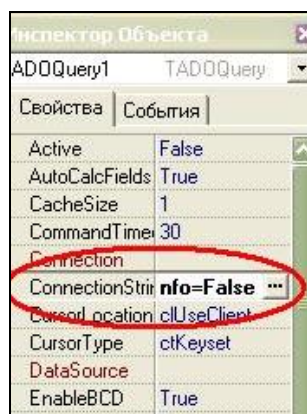 Инспектор Объекта
ADOQuery1 TADOQuery
Свойства События
Active False
AutoCalcFields True
CacheSize 1
CommandTime 30
Connection
ConnectionStrin nfo=False ...
CursorLocation clUseClient
CursorType ctKeyset
DataSource
EnableBCD True